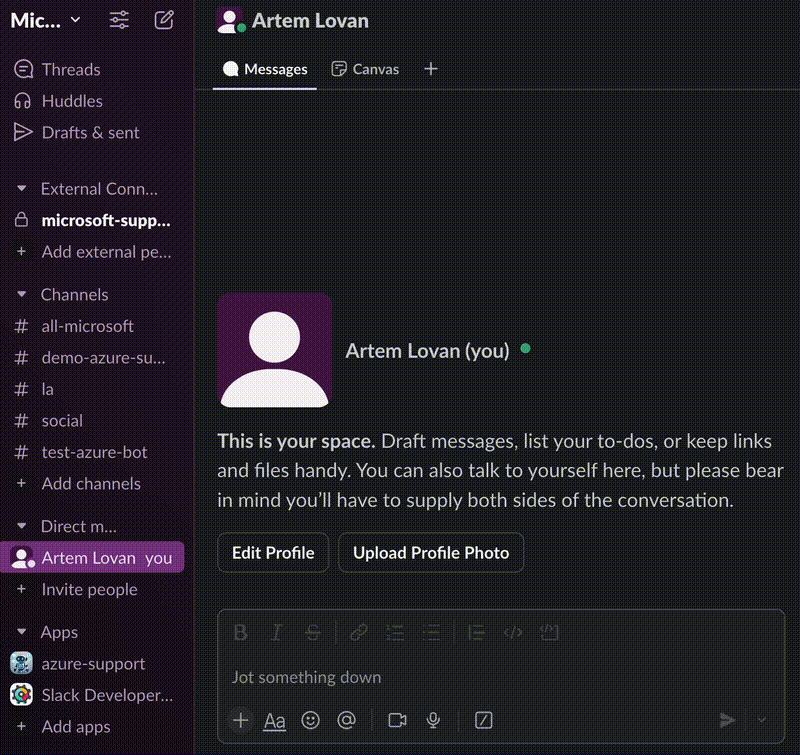 Mic...
Threads
Huddles
Drafts & sent
External Conn...
microsoft-supp...
Add external pe...
Channels
all-microsoft
demo-azure-su...
la
social
test-azure-bot
Add channels
Direct m...
Artem Lovan you
Invite people
Apps
azure-support
Slack Developer...
Add apps
Artem Lovan
Messages
Canvas
Artem Lovan (you)
This is your space. Draft messages, list your to-dos, or keep links
and files handy. You can also talk to yourself here, but please bear
in mind you’ll have to supply both sides of the conversation.
Edit Profile
Upload Profile Photo
B I S
Jot something down
Aa